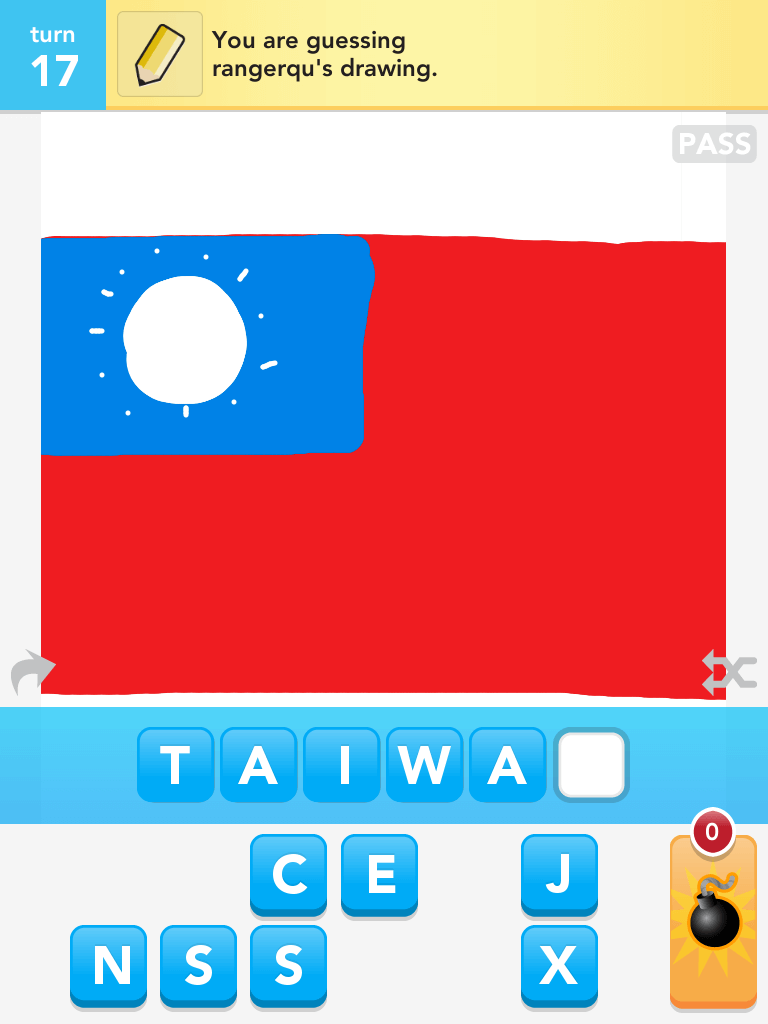 turn
17
You are guessing
rangerqu's drawing.
PASS
T A I W A
0
C E J
N S S X